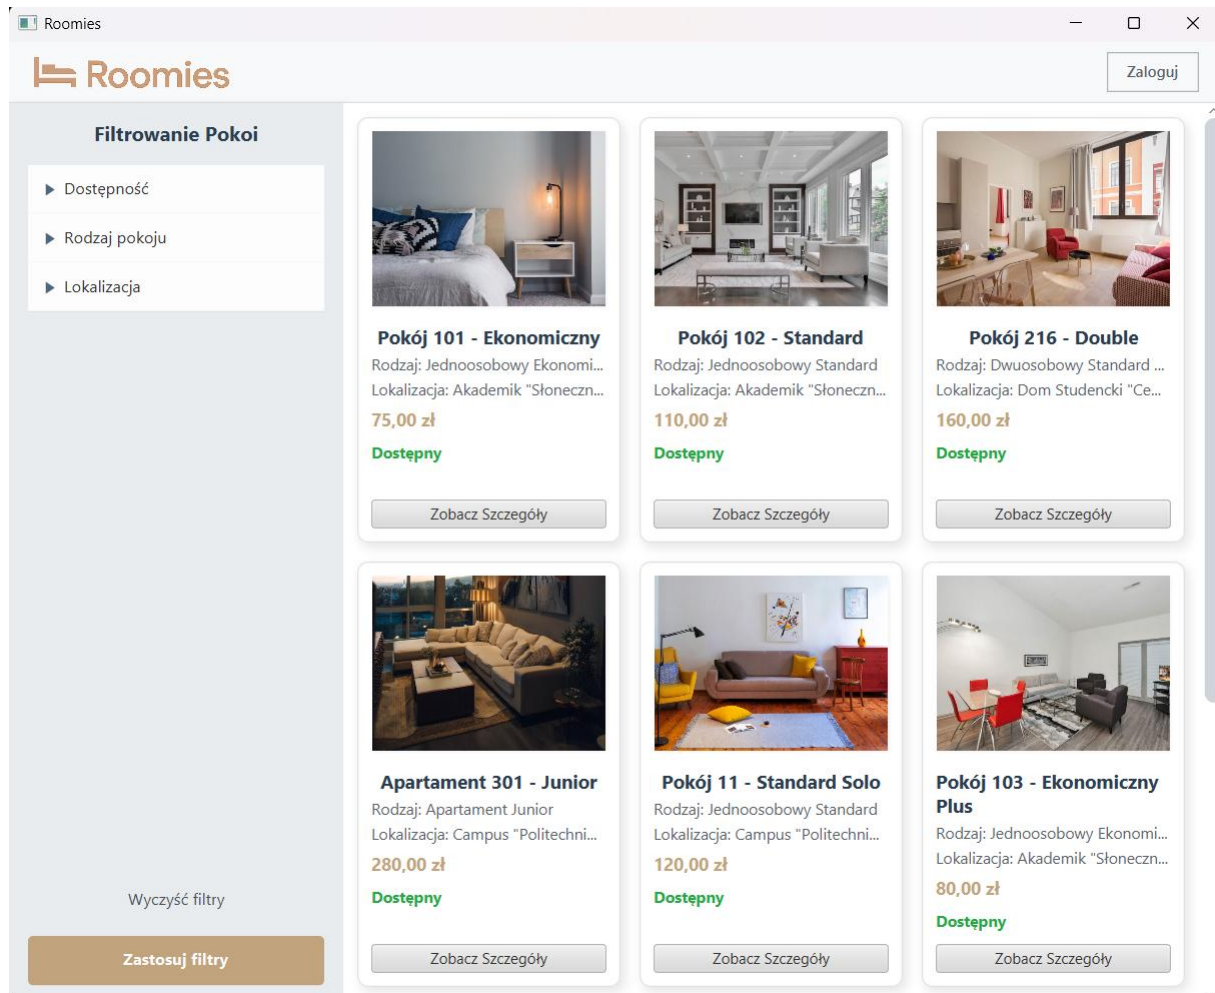 Roomies
Roomies
Zaloguj
Filtrowanie Pokoi
Dostępność
Rodzaj pokoju
Lokalizacja
Wyczyść filtry
Zastosuj filtry
Pokój 101 - Ekonomiczny
Rodzaj: Jednoosobowy Ekonomi...
Lokalizacja: Akademik "Słoneczn...
75,00 zł
Dostępny
Zobacz Szczegóły
Pokój 102 - Standard
Rodzaj: Jednoosobowy Standard
Lokalizacja: Akademik "Słoneczn...
110,00 zł
Dostępny
Zobacz Szczegóły
Pokój 216 - Double
Rodzaj: Dwuosobowy Standard ...
Lokalizacja: Dom Studencki "Ce...
160,00 zł
Dostępny
Zobacz Szczegóły
Apartament 301 - Junior
Rodzaj: Apartament Junior
Lokalizacja: Campus "Politechni...
280,00 zł
Dostępny
Zobacz Szczegóły
Pokój 11 - Standard Solo
Rodzaj: Jednoosobowy Standard
Lokalizacja: Campus "Politechni...
120,00 zł
Dostępny
Zobacz Szczegóły
Pokój 103 - Ekonomiczny
Plus
Rodzaj: Jednoosobowy Ekonomi...
Lokalizacja: Akademik "Słoneczn...
80,00 zł
Dostępny
Zobacz Szczegóły